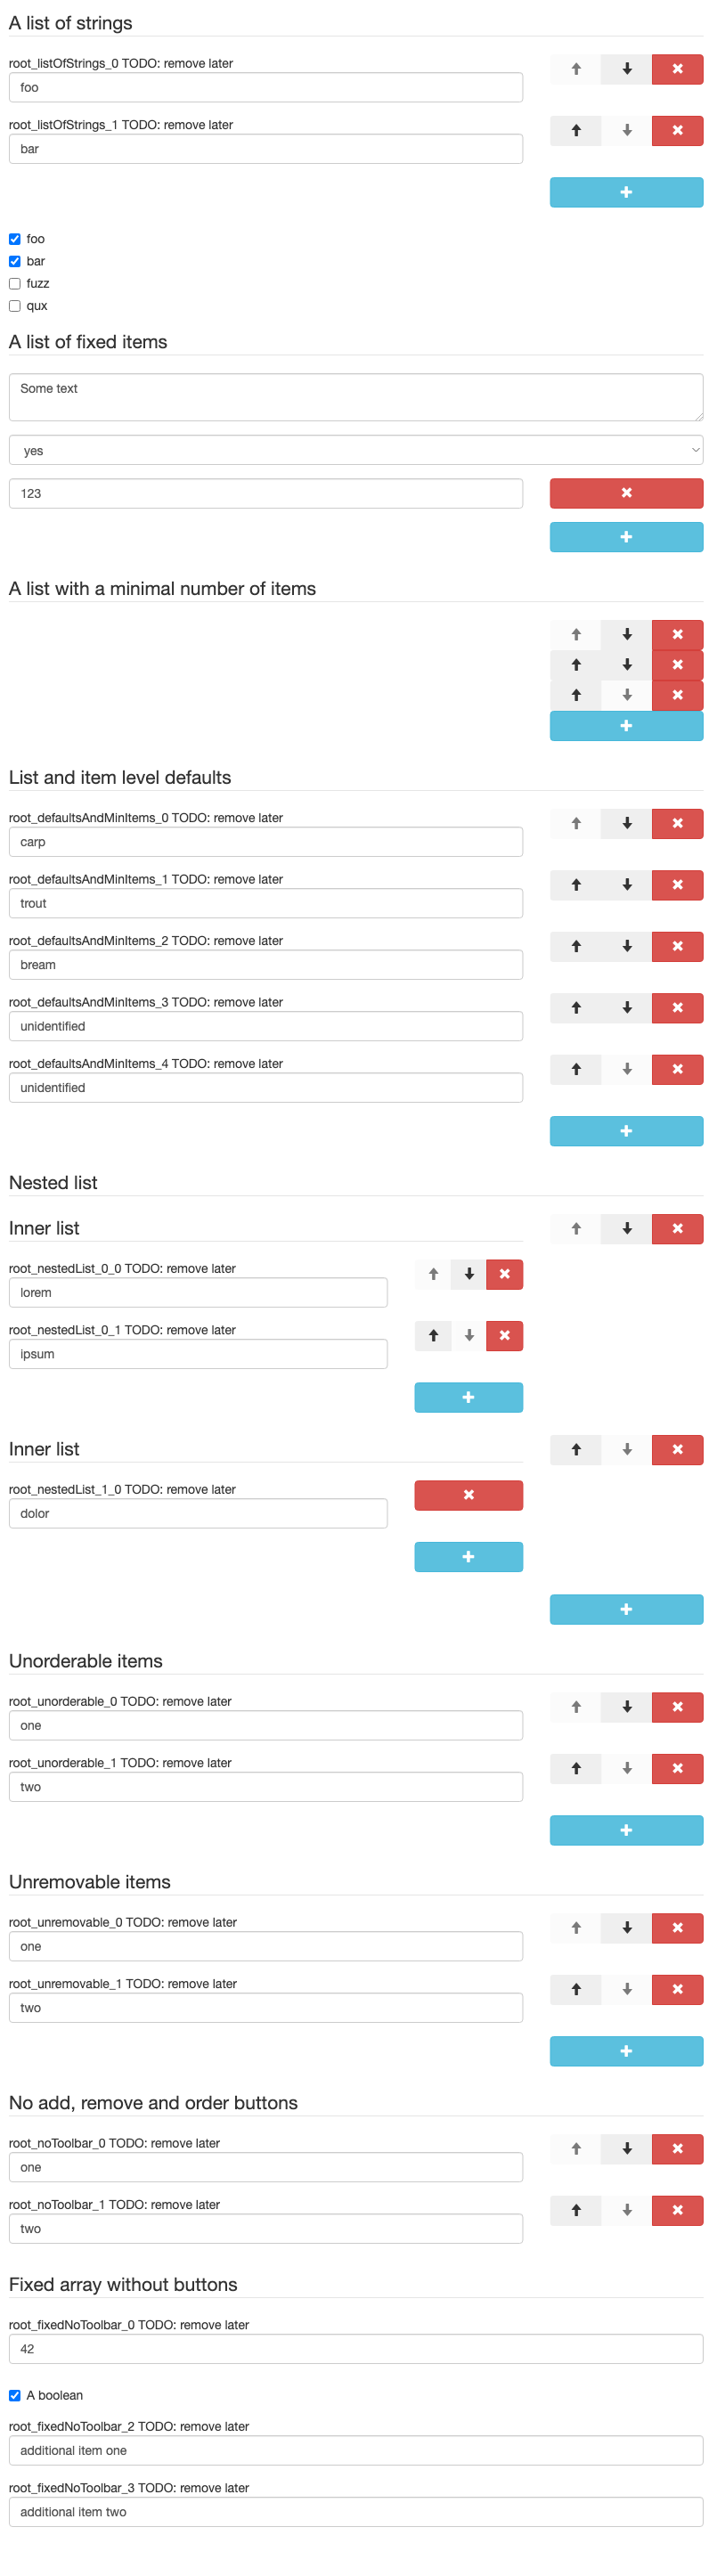 A list of strings
root_listOfStrings_0 TODO: remove later
foo
root_listOfStrings_1 TODO: remove later
bar
foo
bar
fuzz
qux
A list of fixed items
Some text
yes
123
A list with a minimal number of items
List and item level defaults
root_defaultsAndMinItems_0 TODO: remove later
carp
root_defaultsAndMinItems_1 TODO: remove later
trout
root_defaultsAndMinItems_2 TODO: remove later
bream
root_defaultsAndMinItems_3 TODO: remove later
unidentified
root_defaultsAndMinItems_4 TODO: remove later
unidentified
Nested list
Inner list
root_nestedList_0_0 TODO: remove later
lorem
root_nestedList_0_1 TODO: remove later
ipsum
Inner list
root_nestedList_1_0 TODO: remove later
dolor
Unorderable items
root_unorderable_0 TODO: remove later
one
root_unorderable_1 TODO: remove later
two
Unremovable items
root_unremovable_0 TODO: remove later
one
root_unremovable_1 TODO: remove later
two
No add, remove and order buttons
root_noToolbar_0 TODO: remove later
one
root_noToolbar_1 TODO: remove later
two
Fixed array without buttons
root_fixedNoToolbar_0 TODO: remove later
42
A boolean
root_fixedNoToolbar_2 TODO: remove later
additional item one
root_fixedNoToolbar_3 TODO: remove later
additional item two